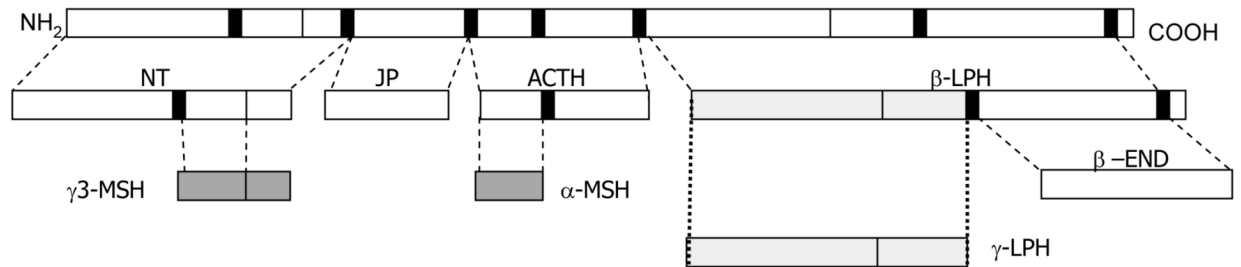 NH₂ COOH
NT JP ACTH β-LPH
β –END
γ3-MSH α-MSH
γ-LPH